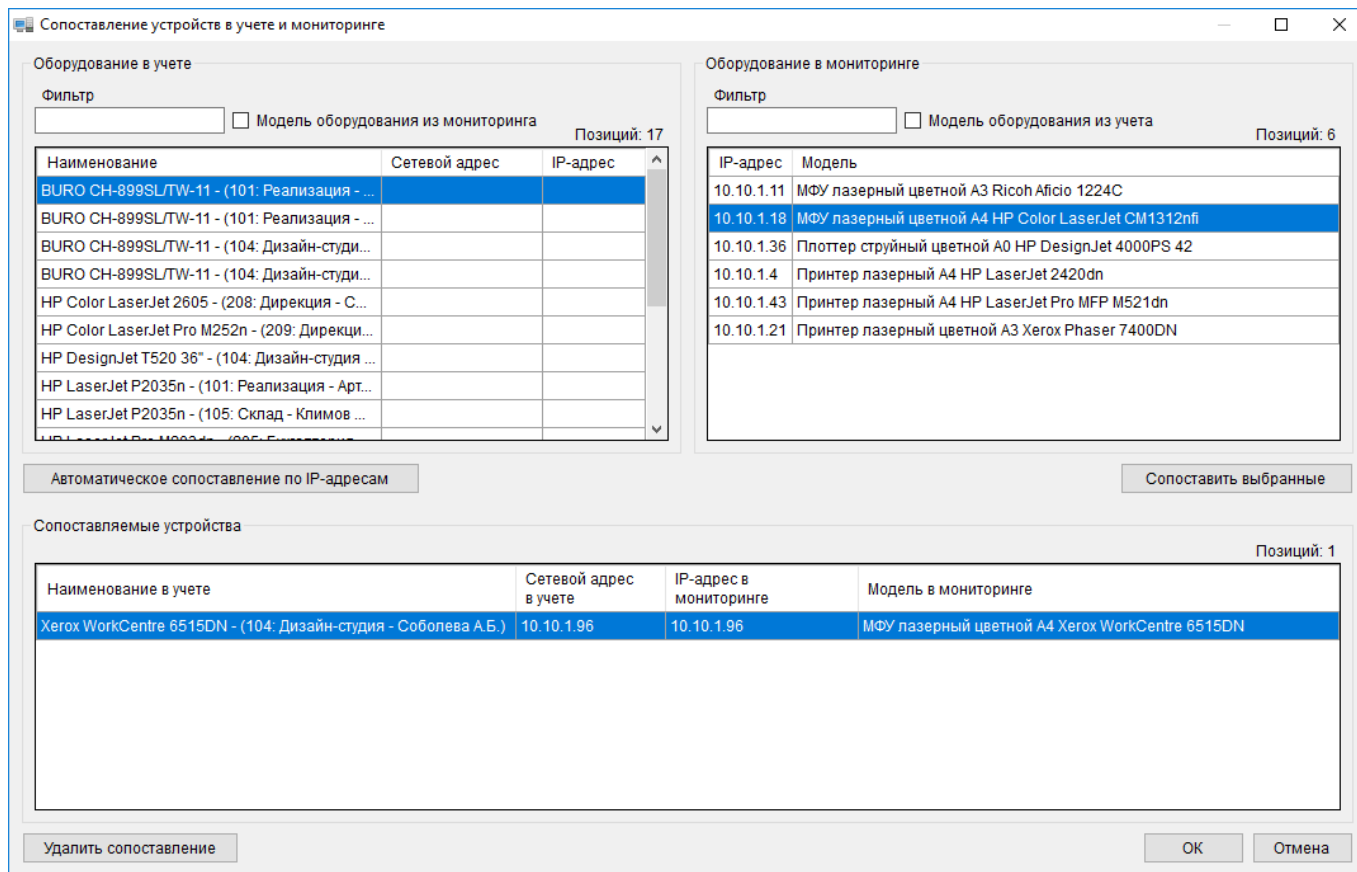 Сопоставление устройств в учете и мониторинге
Оборудование в учете
Фильтр
Модель оборудования из мониторинга
Позиций: 17
Наименование Сетевой адрес IP-адрес
BURO CH-899SL/TW-11 - (101: Реализация - ...
BURO CH-899SL/TW-11 - (101: Реализация - ...
BURO CH-899SL/TW-11 - (104: Дизайн-студи...
BURO CH-899SL/TW-11 - (104: Дизайн-студи...
HP Color LaserJet 2605 - (208: Дирекция - С...
HP Color LaserJet Pro M252n - (209: Дирекци...
HP DesignJet T520 36" - (104: Дизайн-студия ...
HP LaserJet P2035n - (101: Реализация - Арт...
HP LaserJet P2035n - (105: Склад - Климов ...
Оборудование в мониторинге
Фильтр
Модель оборудования из учета
Позиций: 6
IP-адрес Модель
10.10.1.11 МФУ лазерный цветной A3 Ricoh Aficio 1224C
10.10.1.18 МФУ лазерный цветной A4 HP Color LaserJet CM1312nfi
10.10.1.36 Плоттер струйный цветной A0 HP DesignJet 4000PS 42
10.10.1.4 Принтер лазерный A4 HP LaserJet 2420dn
10.10.1.43 Принтер лазерный A4 HP LaserJet Pro MFP M521dn
10.10.1.21 Принтер лазерный цветной A3 Xerox Phaser 7400DN
Автоматическое сопоставление по IP-адресам
Сопоставить выбранные
Сопоставляемые устройства
Позиций: 1
Наименование в учете Сетевой адрес в учете IP-адрес в мониторинге Модель в мониторинге
Xerox WorkCentre 6515DN - (104: Дизайн-студия - Соболева А.Б.) 10.10.1.96 10.10.1.96 МФУ лазерный цветной A4 Xerox WorkCentre 6515DN
Удалить сопоставление
ОК
Отмена